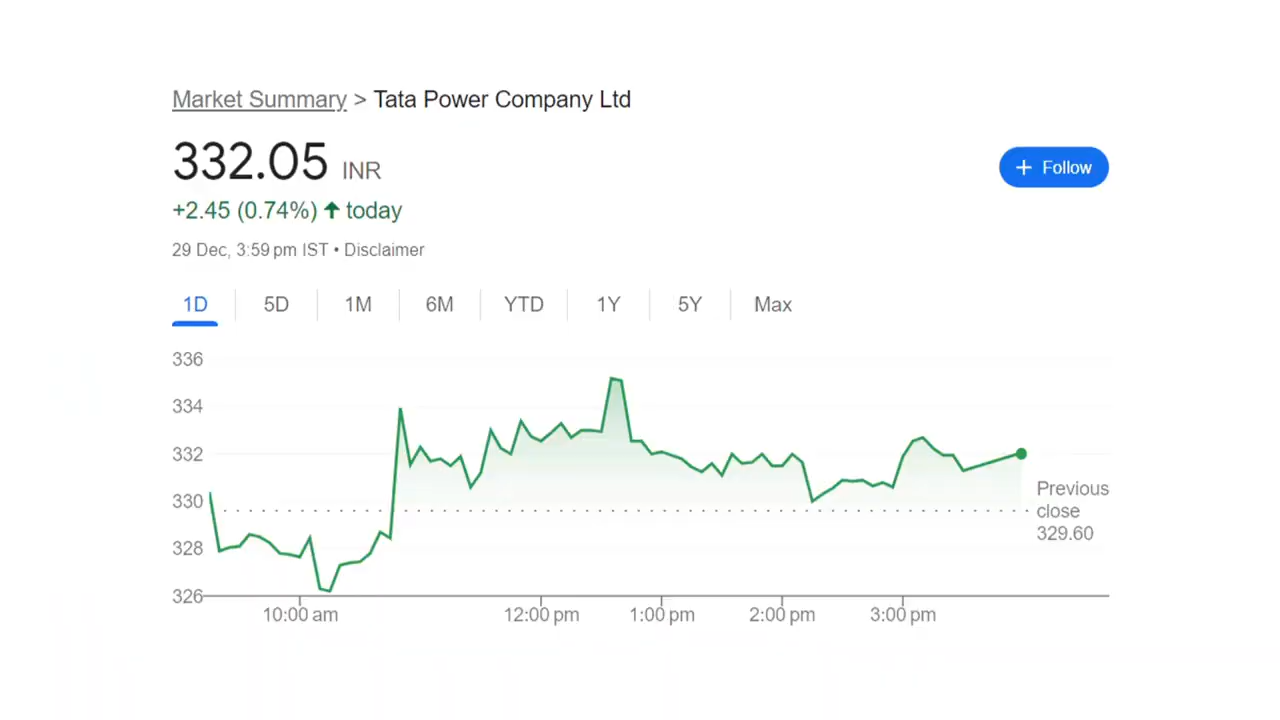 Market Summary > Tata Power Company Ltd
332.05 INR
+ Follow
+2.45 (0.74%) ↑ today
29 Dec, 3:59 pm IST • Disclaimer
1D 5D 1M 6M YTD 1Y 5Y Max
336
334
332
330
328
326
Previous
close
329.60
10:00 am 12:00 pm 1:00 pm 2:00 pm 3:00 pm